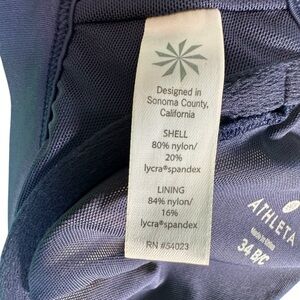 Designed in
Sonoma County,
California
SHELL
80% nylon/
20%
lycra®spandex
LINING
84% nylon/
16%
lycra®spandex
RN #54023
ATHLETA
34 B/C